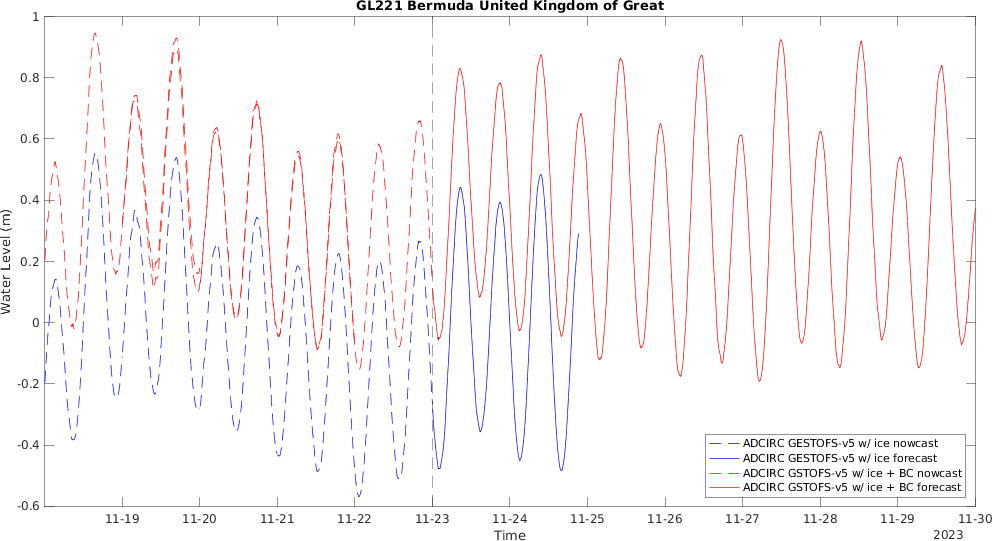 GL221 Bermuda United Kingdom of Great
1
0.8
0.6
0.4
0.2
0
-0.2
-0.4
-0.6
Water Level (m)
ADCIRC GESTOFS-v5 w/ ice nowcast
ADCIRC GESTOFS-v5 w/ ice forecast
ADCIRC GSTOFS-v5 w/ ice + BC nowcast
ADCIRC GSTOFS-v5 w/ ice + BC forecast
11-19 11-20 11-21 11-22 11-23 11-24 11-25 11-26 11-27 11-28 11-29 11-30
Time
2023